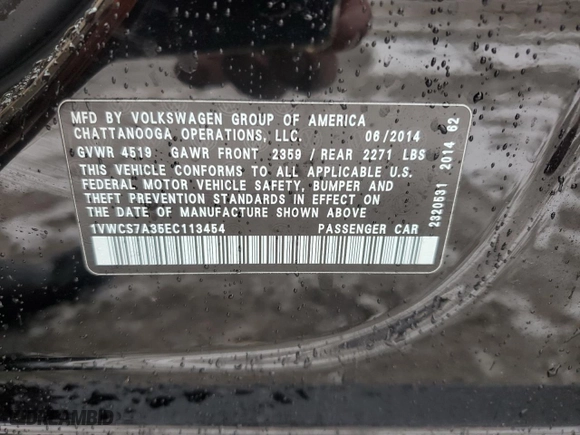 MFD BY VOLKSWAGEN GROUP OF AMERICA
CHATTANOOGA OPERATIONS, LLC. 06/2014
GVWR 4519 GAWR FRONT 2359 / REAR 2271 LBS
THIS VEHICLE CONFORMS TO ALL APPLICABLE U.S.
FEDERAL MOTOR VEHICLE SAFETY, BUMPER AND
THEFT PREVENTION STANDARDS IN EFFECT ON
THE DATE OF MANUFACTURE SHOWN ABOVE
1VWCS7A35EC113454 PASSENGER CAR
2320531 2014 62